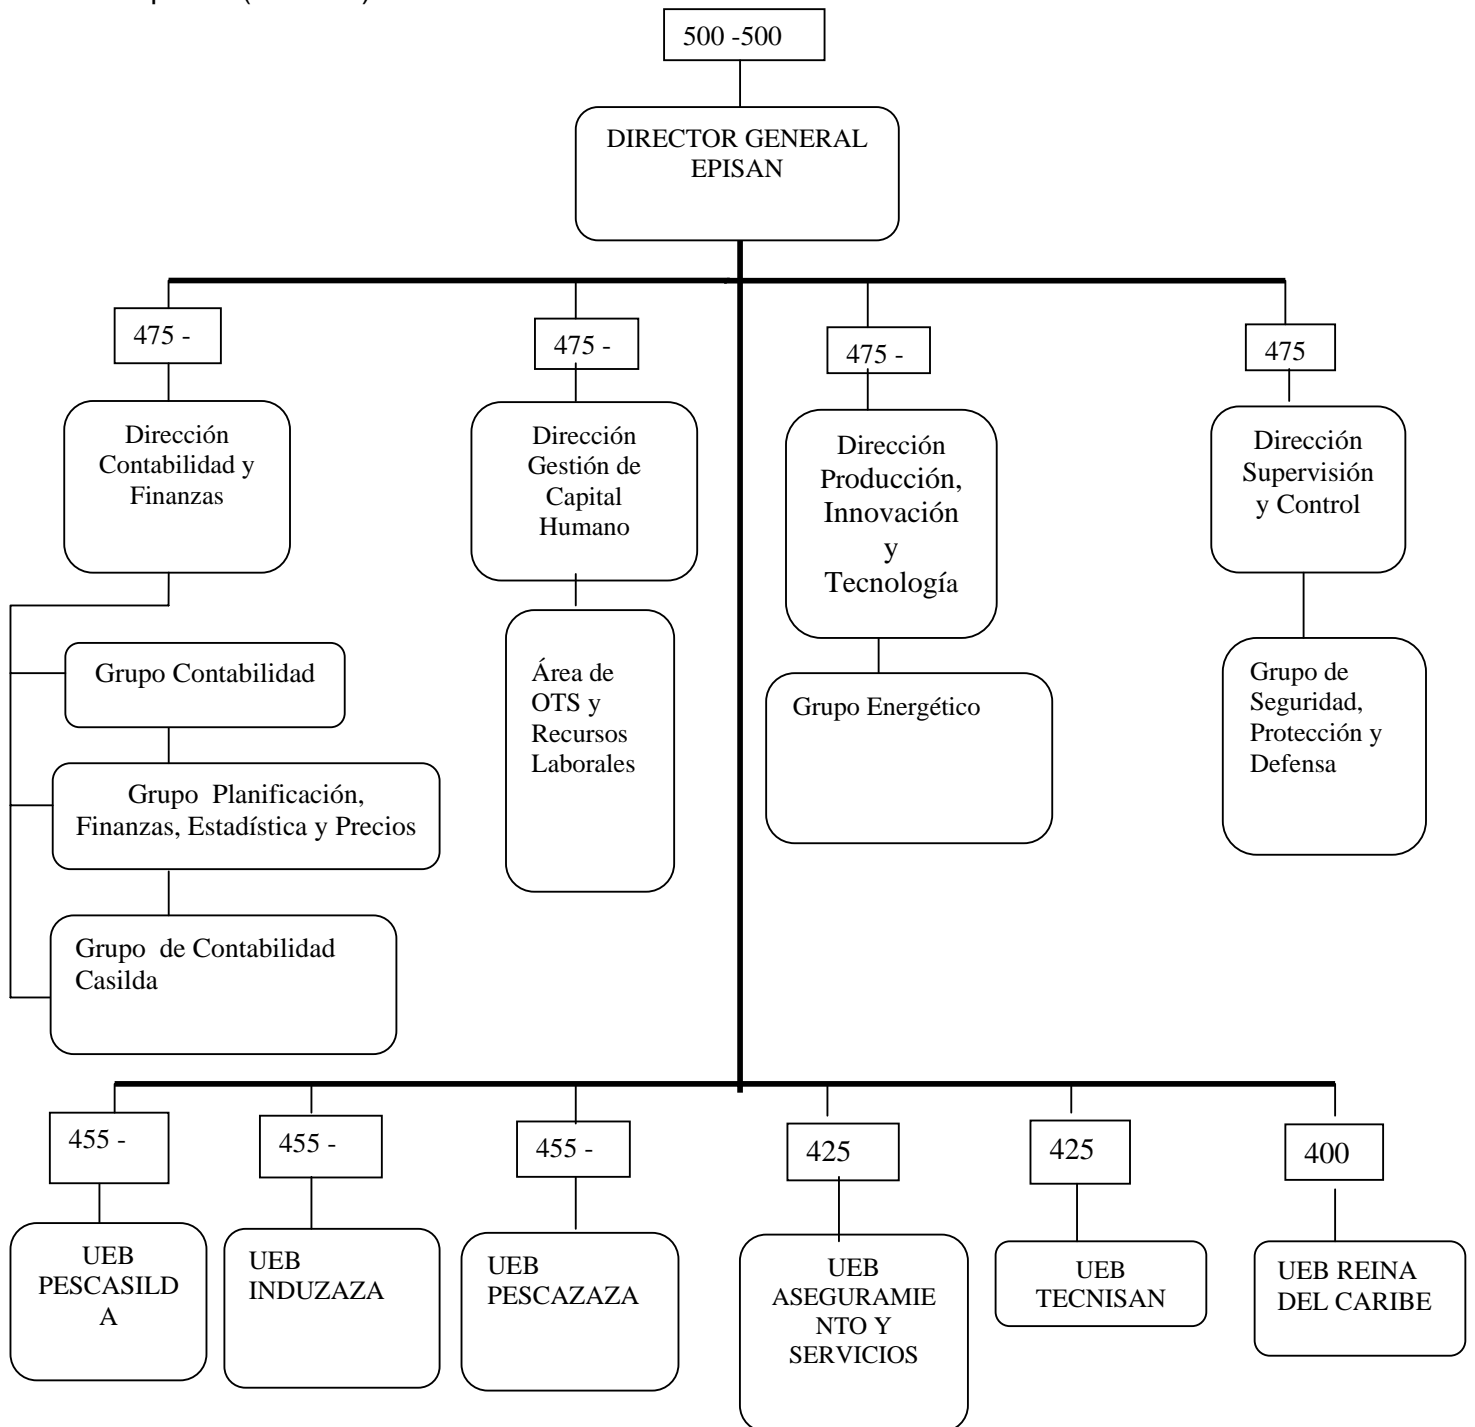 500 -500
DIRECTOR GENERAL
EPISAN
475 -
475 -
475 -
475
Dirección
Contabilidad y
Finanzas
Dirección
Gestión de
Capital
Humano
Dirección
Producción,
Innovación
y
Tecnología
Dirección
Supervisión
y Control
Grupo Contabilidad
Grupo Planificación,
Finanzas, Estadística y Precios
Grupo de Contabilidad
Casilda
Área de
OTS y
Recursos
Laborales
Grupo Energético
Grupo de
Seguridad,
Protección y
Defensa
455 -
455 -
455 -
425
425
400
UEB
PESCASILD
A
UEB
INDUZAZA
UEB
PESCAZAZA
UEB
ASEGURAMIE
NTO Y
SERVICIOS
UEB
TECNISAN
UEB REINA
DEL CARIBE